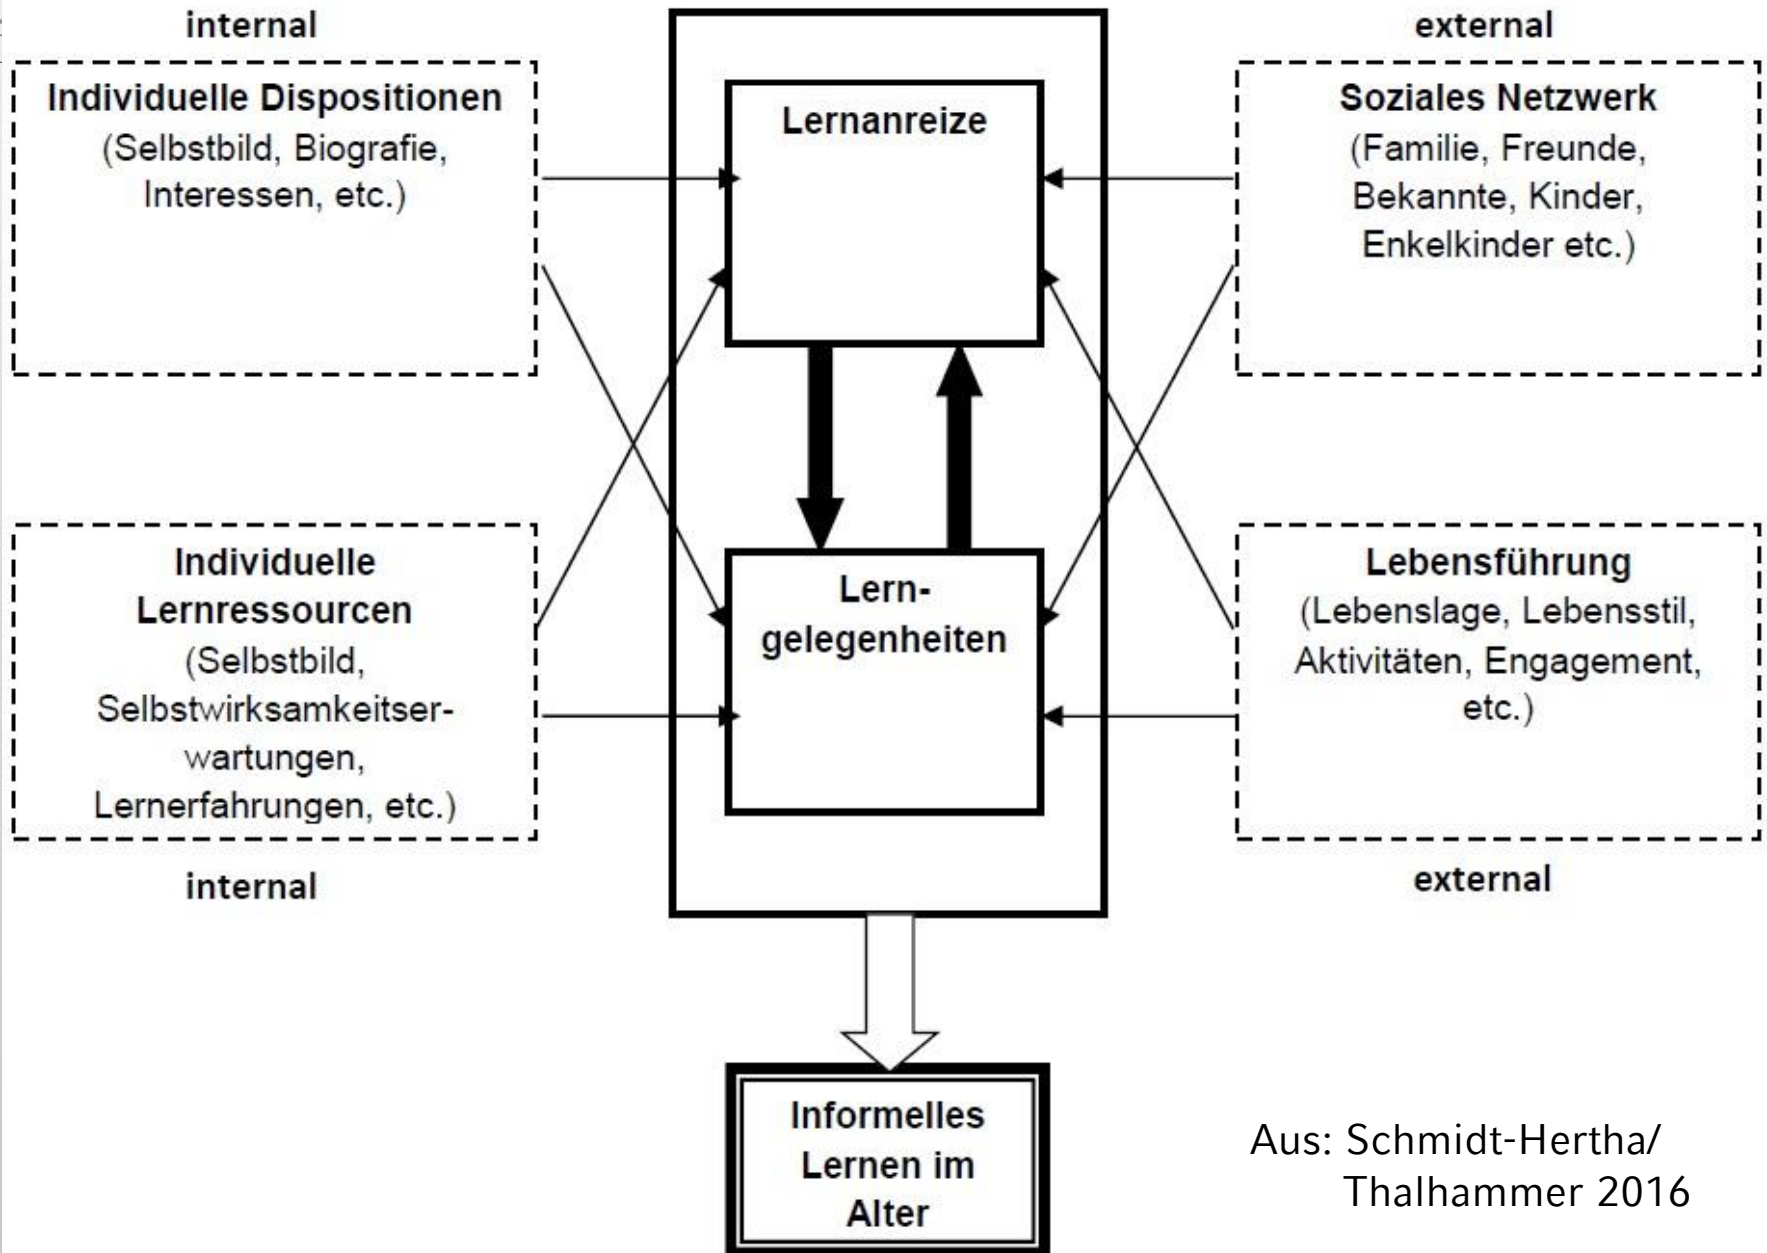 internal
Individuelle Dispositionen
(Selbstbild, Biografie,
Interessen, etc.)
Individuelle
Lernressourcen
(Selbstbild,
Selbstwirksamkeitser-
wartungen,
Lernerfahrungen, etc.)
internal
Lernanreize
Lern-
gelegenheiten
external
Soziales Netzwerk
(Familie, Freunde,
Bekannte, Kinder,
Enkelkinder etc.)
Lebensführung
(Lebenslage, Lebensstil,
Aktivitäten, Engagement,
etc.)
external
Informelles
Lernen im
Alter
Aus: Schmidt-Hertha/
Thalhammer 2016